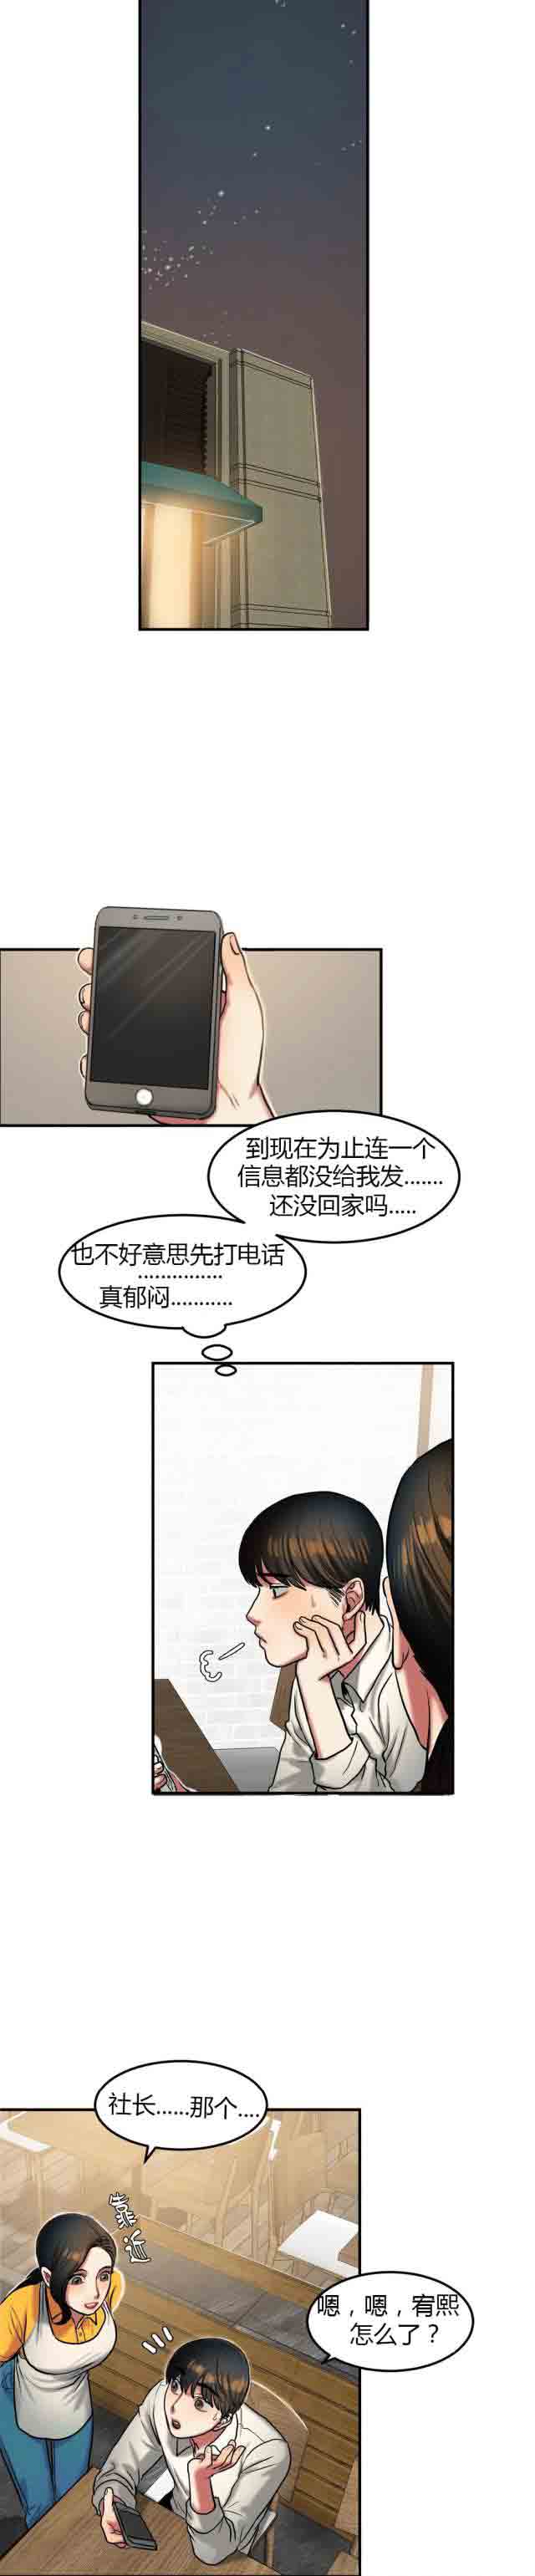 到现在为止连一个
信息都没给我发.......
还没回家吗.....
也不好意思先打电话
...............
真郁闷...........
社长......那个....
靠近
嗯，嗯，宥熙
怎么了？